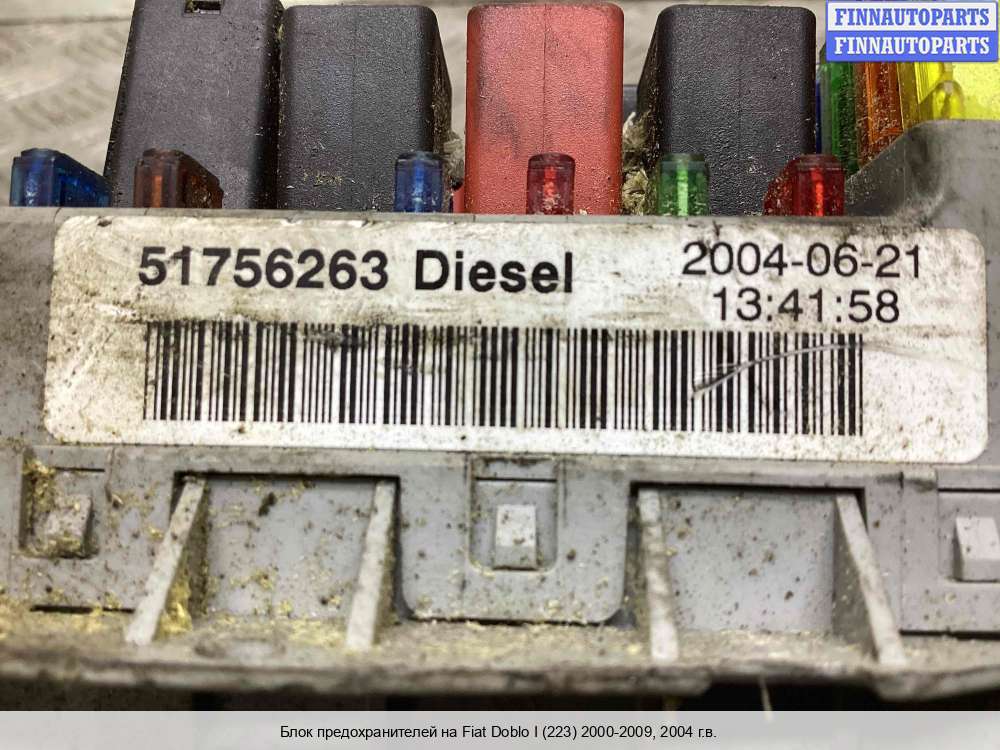 FINNAUTOPARTS
FINNAUTOPARTS
51756263 Diesel 2004-06-21
13:41:58
Блок предохранителей на Fiat Doblo I (223) 2000-2009, 2004 г.в.